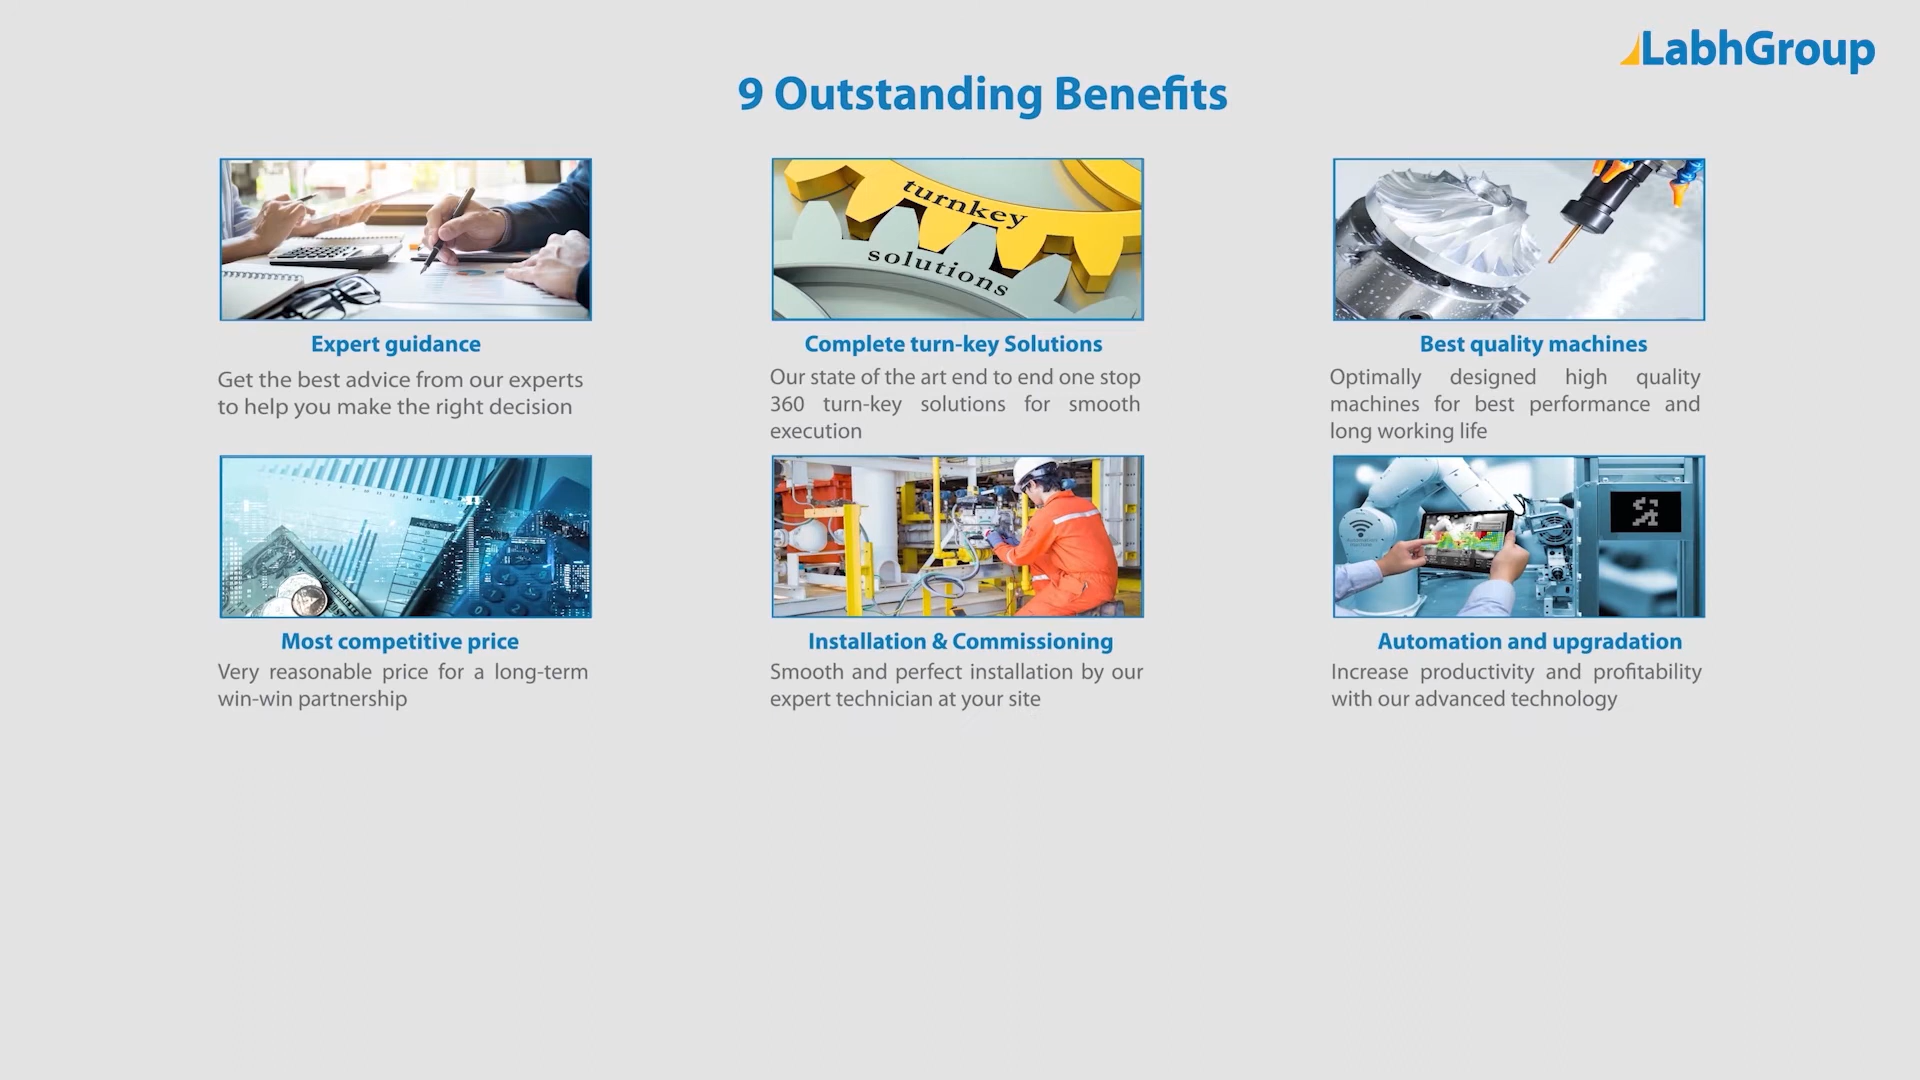 LabhGroup
9 Outstanding Benefits
turnkey
solutions
Expert guidance
Get the best advice from our experts
to help you make the right decision
Complete turn-key Solutions
Our state of the art end to end one stop
360 turn-key solutions for smooth
execution
Best quality machines
Optimally designed high quality
machines for best performance and
long working life
Most competitive price
Very reasonable price for a long-term
win-win partnership
Installation & Commissioning
Smooth and perfect installation by our
expert technician at your site
Automation and upgradation
Increase productivity and profitability
with our advanced technology